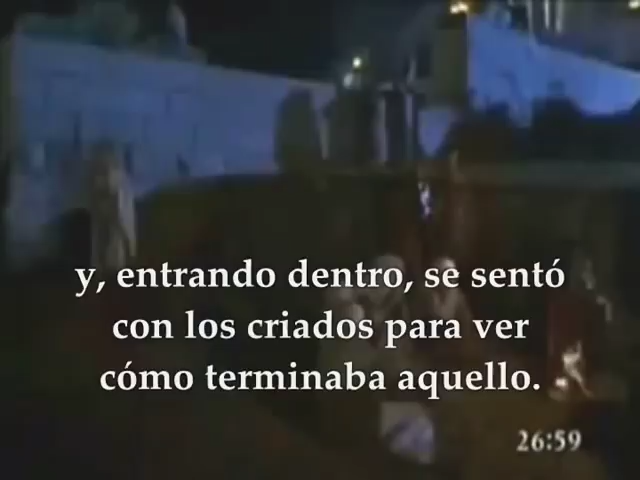 y, entrando dentro, se sentó
con los criados para ver
cómo terminaba aquello.
26:59